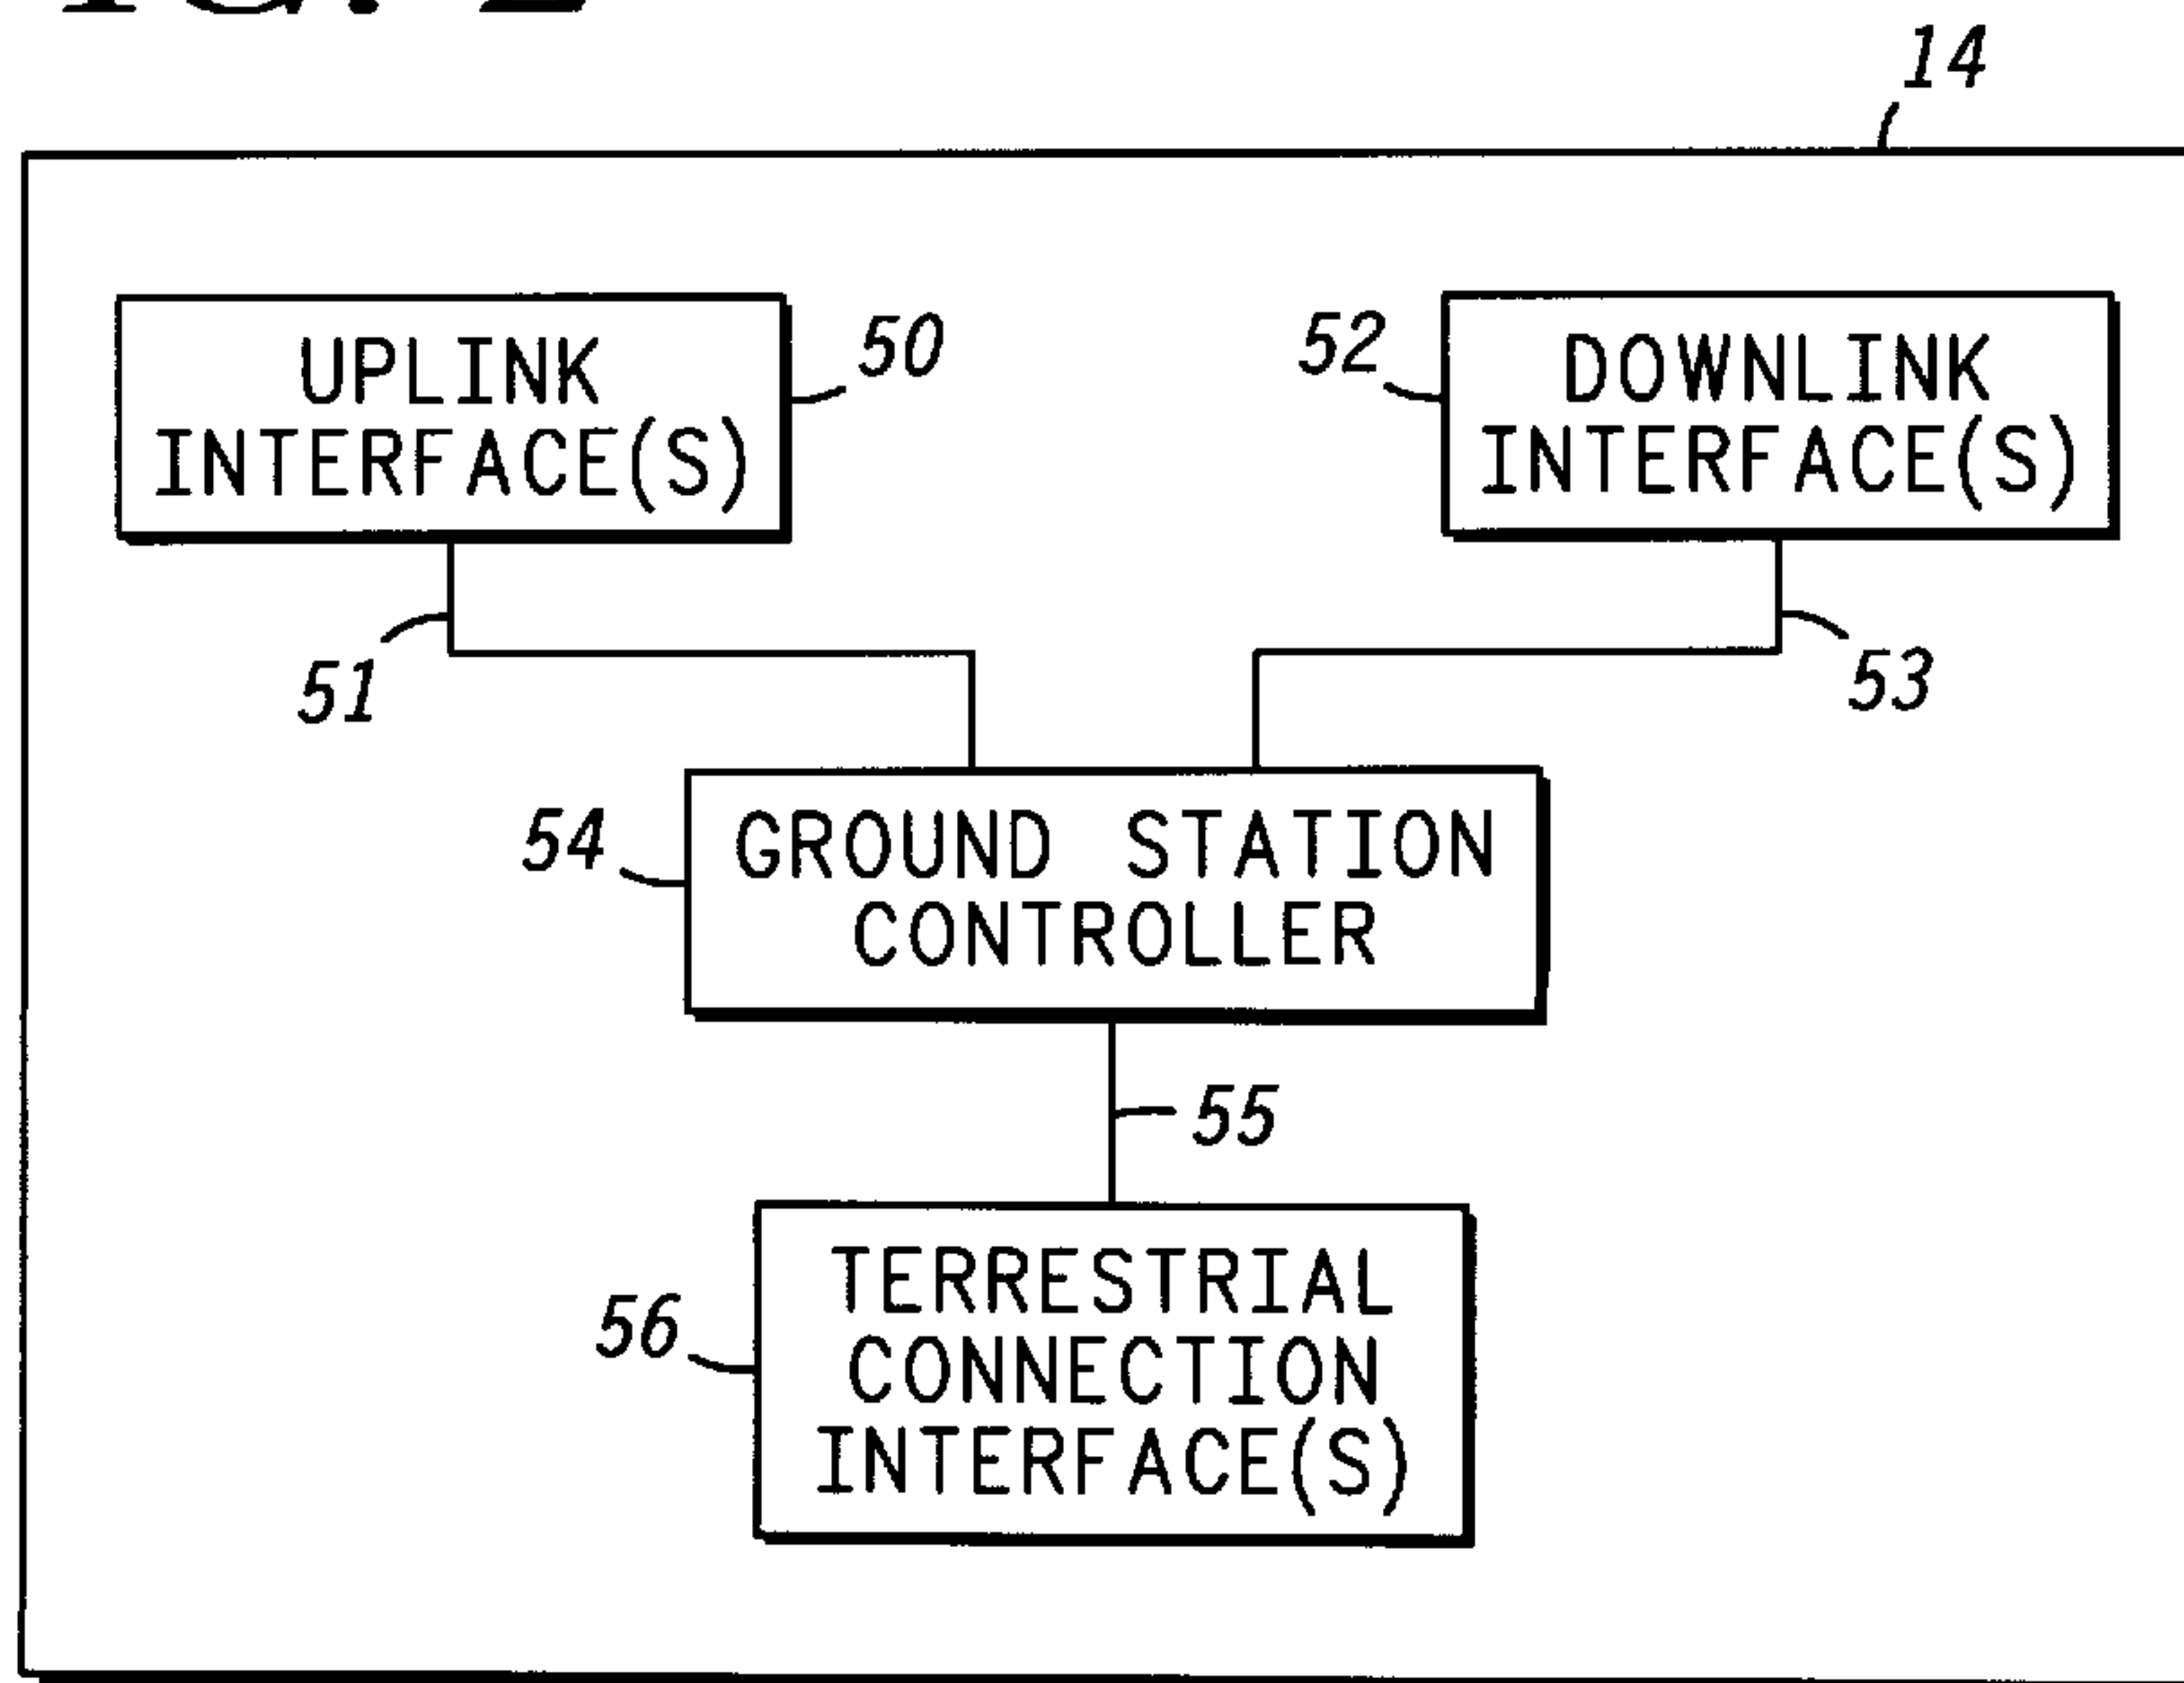 14
UPLINK
INTERFACE(S)
50
52
DOWNLINK
INTERFACE(S)
51
53
54
GROUND STATION
CONTROLLER
55
56
TERRESTRIAL
CONNECTION
INTERFACE(S)